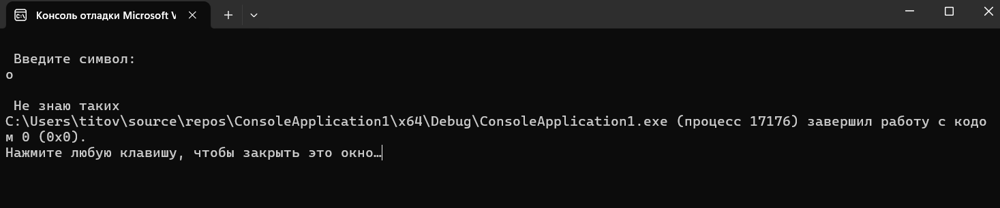 Консоль отладки Microsoft V
Введите символ:
о
Не знаю таких
C:\Users\titov\source\repos\ConsoleApplication1\x64\Debug\ConsoleApplication1.exe (процесс 17176) завершил работу с кодо
м 0 (0x0).
Нажмите любую клавишу, чтобы закрыть это окно…